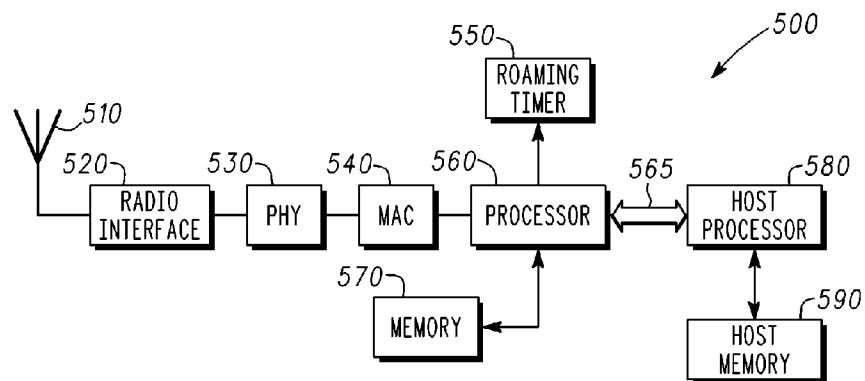 500
550
ROAMING
TIMER
510
520
RADIO
INTERFACE
530
PHY
540
MAC
560
PROCESSOR
565
580
HOST
PROCESSOR
570
MEMORY
590
HOST
MEMORY